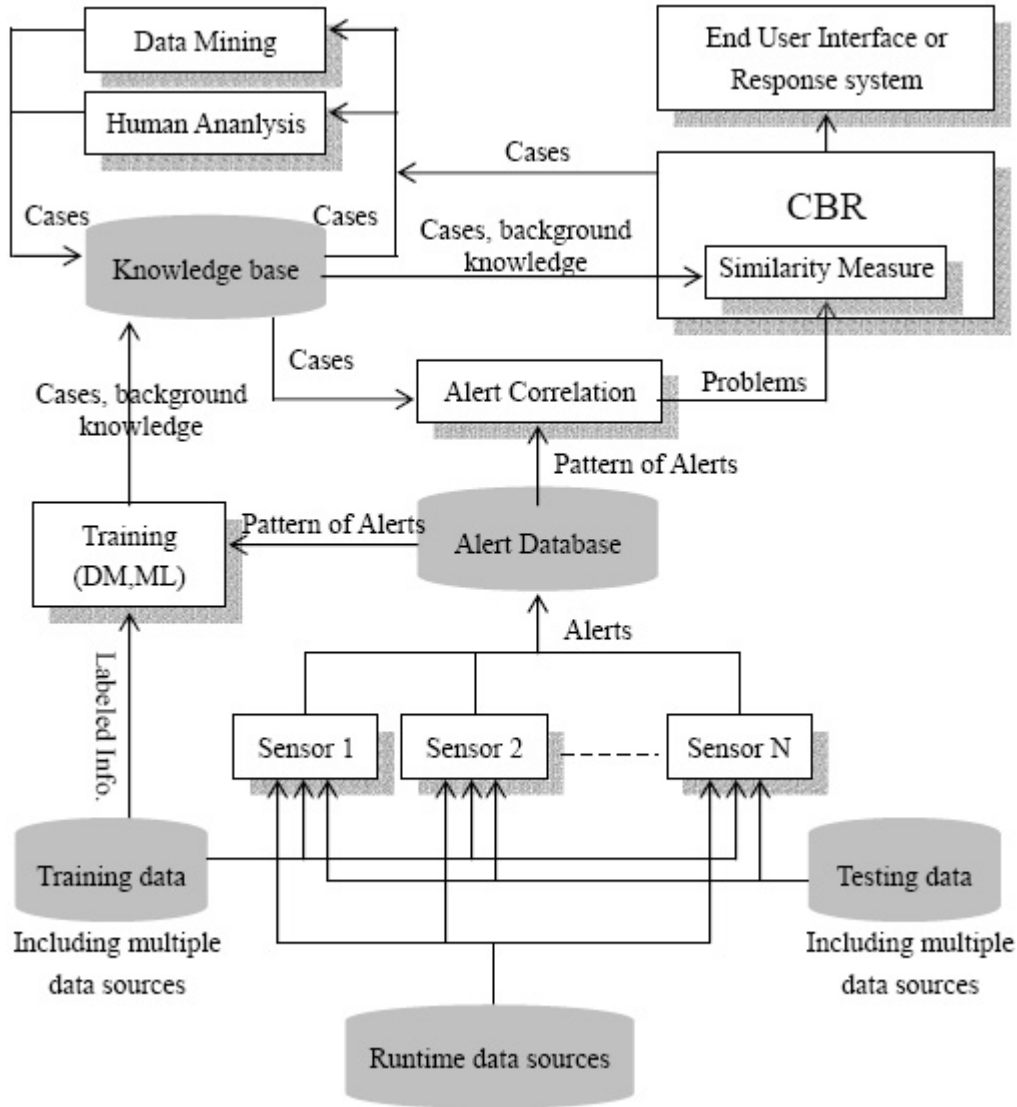 Data Mining
Human Ananlysis
End User Interface or
Response system
Cases
CBR
Cases
Cases
Cases, background
knowledge
Knowledge base
Similarity Measure
Cases
Alert Correlation
Problems
Cases, background
knowledge
Pattern of Alerts
Training
(DM,ML)
Pattern of Alerts
Alert Database
Alerts
Labeled Info.
Sensor 1
Sensor 2
Sensor N
Training data
Testing data
Including multiple
data sources
Including multiple
data sources
Runtime data sources